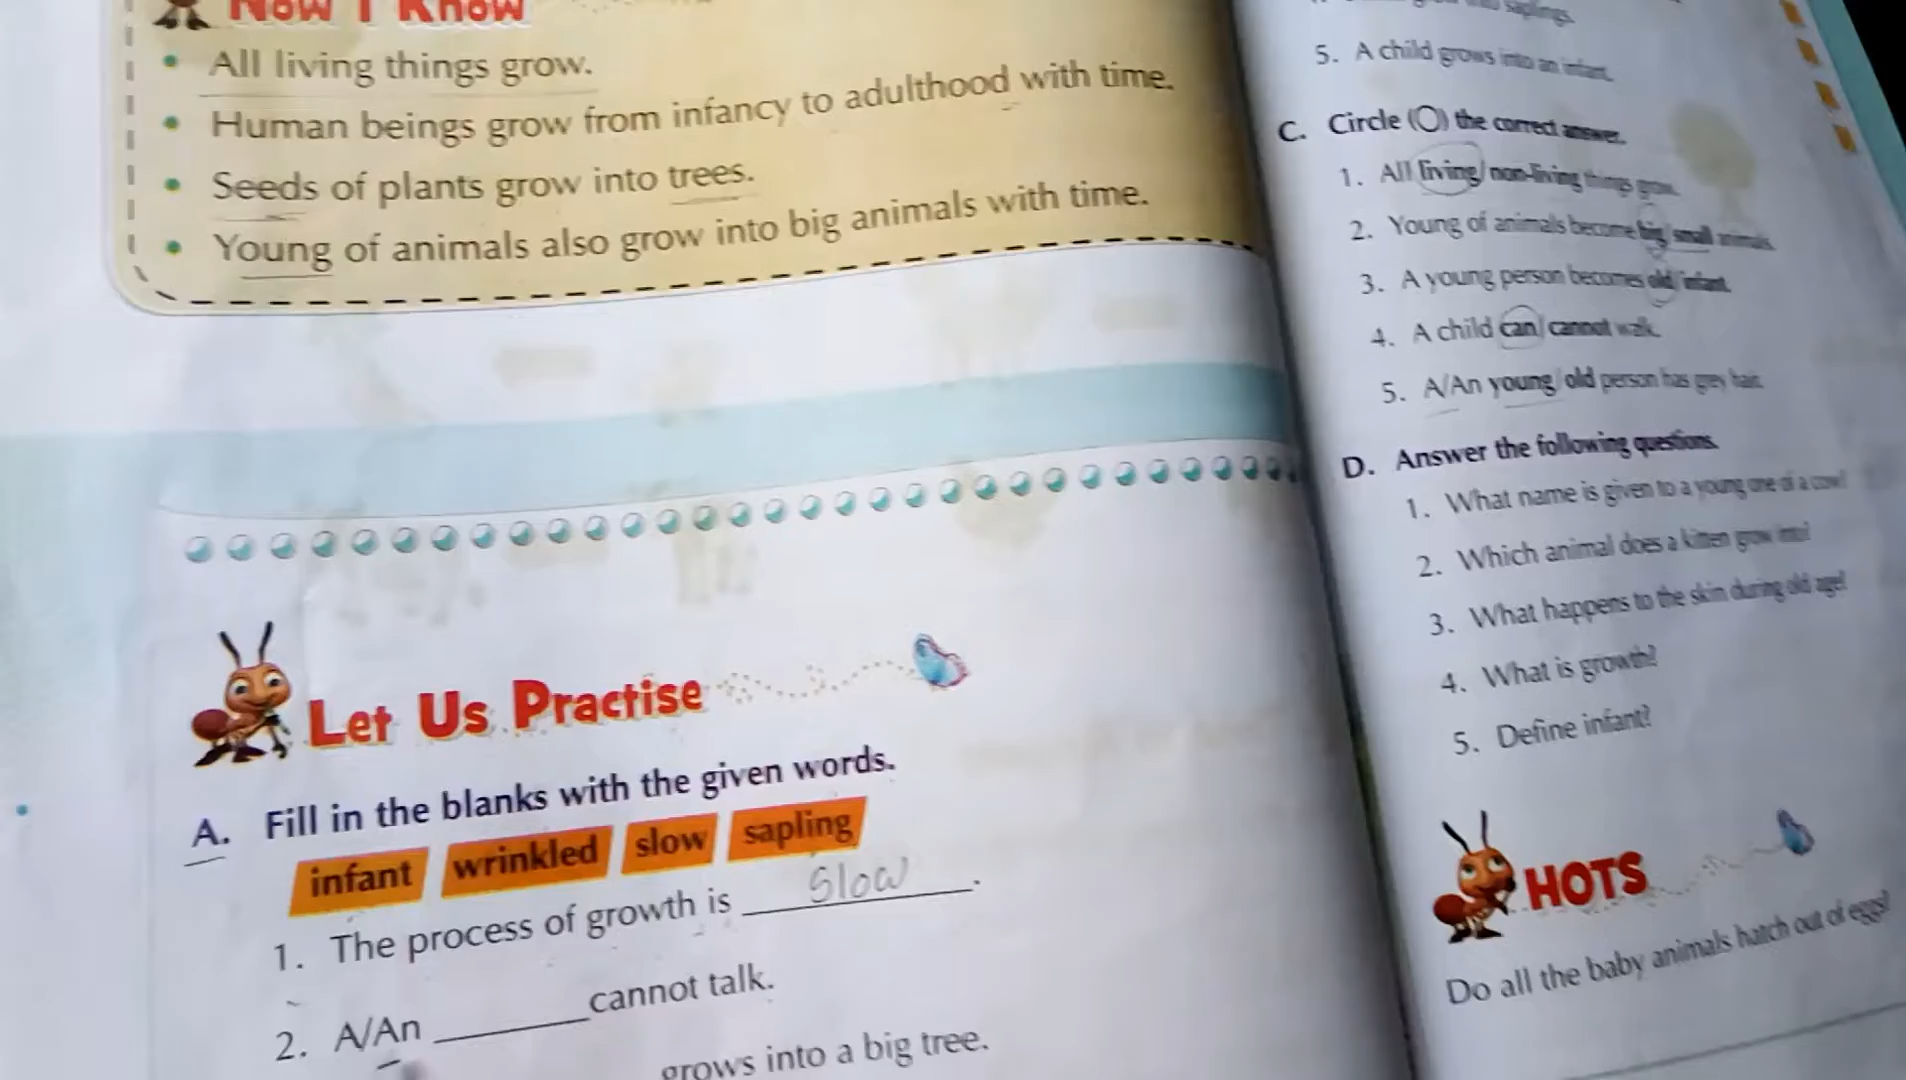 Now I Know
All living things grow.
Human beings grow from infancy to adulthood with time.
Seeds of plants grow into trees.
Young of animals also grow into big animals with time.
Let Us Practise
A. Fill in the blanks with the given words.
infant wrinkled slow sapling
1. The process of growth is slow.
2. A/An ______ cannot talk.
grows into a big tree.
saplings.
5. A child grows into an infant.
C. Circle (O) the correct answer.
1. All living/ non-living things grow.
2. Young of animals become big/ small animals.
3. A young person becomes old/ infant.
4. A child can/ cannot walk.
5. A/An young/ old person has grey hair.
D. Answer the following questions.
1. What name is given to a young one of a cow?
2. Which animal does a kitten grow into?
3. What happens to the skin during old age?
4. What is growth?
5. Define infant?
HOTS
Do all the baby animals hatch out of eggs?